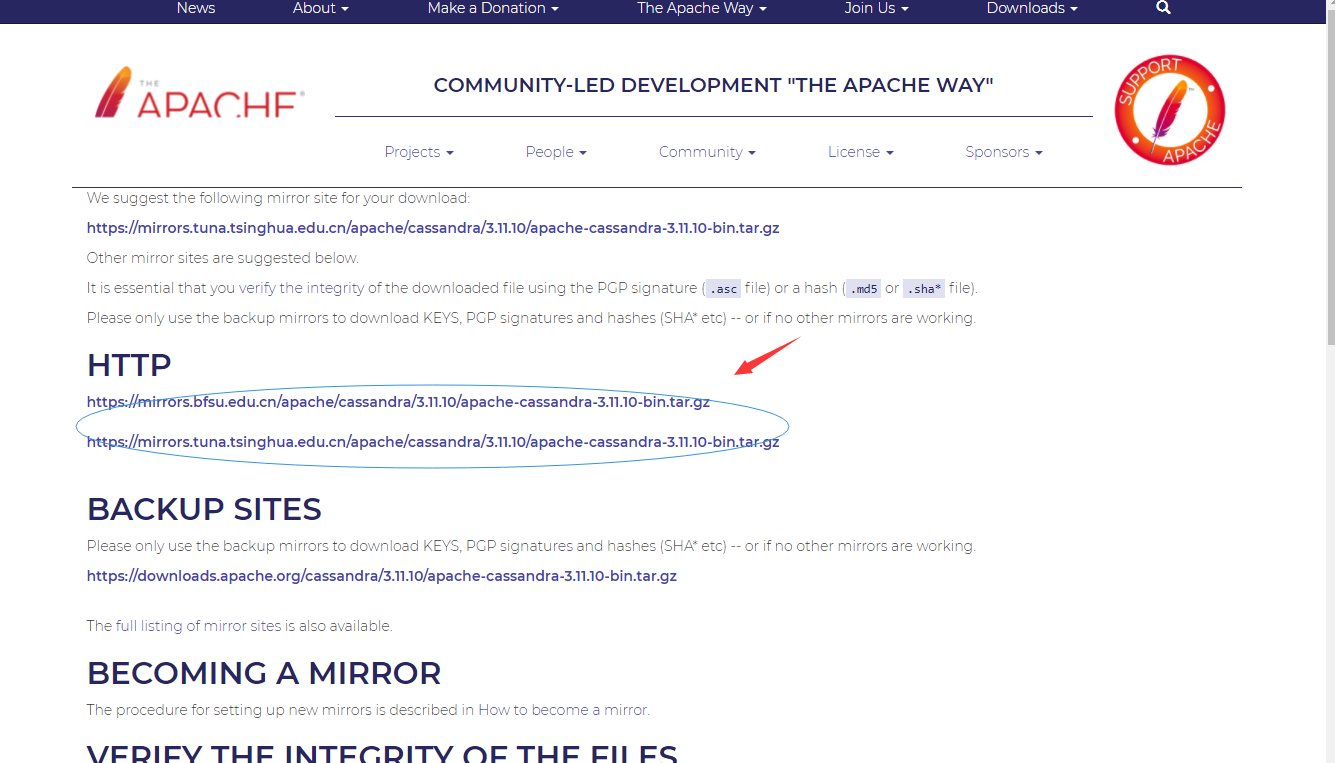 News About Make a Donation The Apache Way Join Us Downloads
THE
APACHE
COMMUNITY-LED DEVELOPMENT "THE APACHE WAY"
SUPPORT
APACHE
Projects People Community License Sponsors
We suggest the following mirror site for your download:
https://mirrors.tuna.tsinghua.edu.cn/apache/cassandra/3.11.10/apache-cassandra-3.11.10-bin.tar.gz
Other mirror sites are suggested below.
It is essential that you verify the integrity of the downloaded file using the PGP signature (.asc file) or a hash (.md5 or .sha* file).
Please only use the backup mirrors to download KEYS, PGP signatures and hashes (SHA* etc) -- or if no other mirrors are working.
HTTP
https://mirrors.bfsu.edu.cn/apache/cassandra/3.11.10/apache-cassandra-3.11.10-bin.tar.gz
https://mirrors.tuna.tsinghua.edu.cn/apache/cassandra/3.11.10/apache-cassandra-3.11.10-bin.tar.gz
BACKUP SITES
Please only use the backup mirrors to download KEYS, PGP signatures and hashes (SHA* etc) -- or if no other mirrors are working.
https://downloads.apache.org/cassandra/3.11.10/apache-cassandra-3.11.10-bin.tar.gz
The full listing of mirror sites is also available.
BECOMING A MIRROR
The procedure for setting up new mirrors is described in How to become a mirror.
VERIFY THE INTEGRITY OF THE FILES